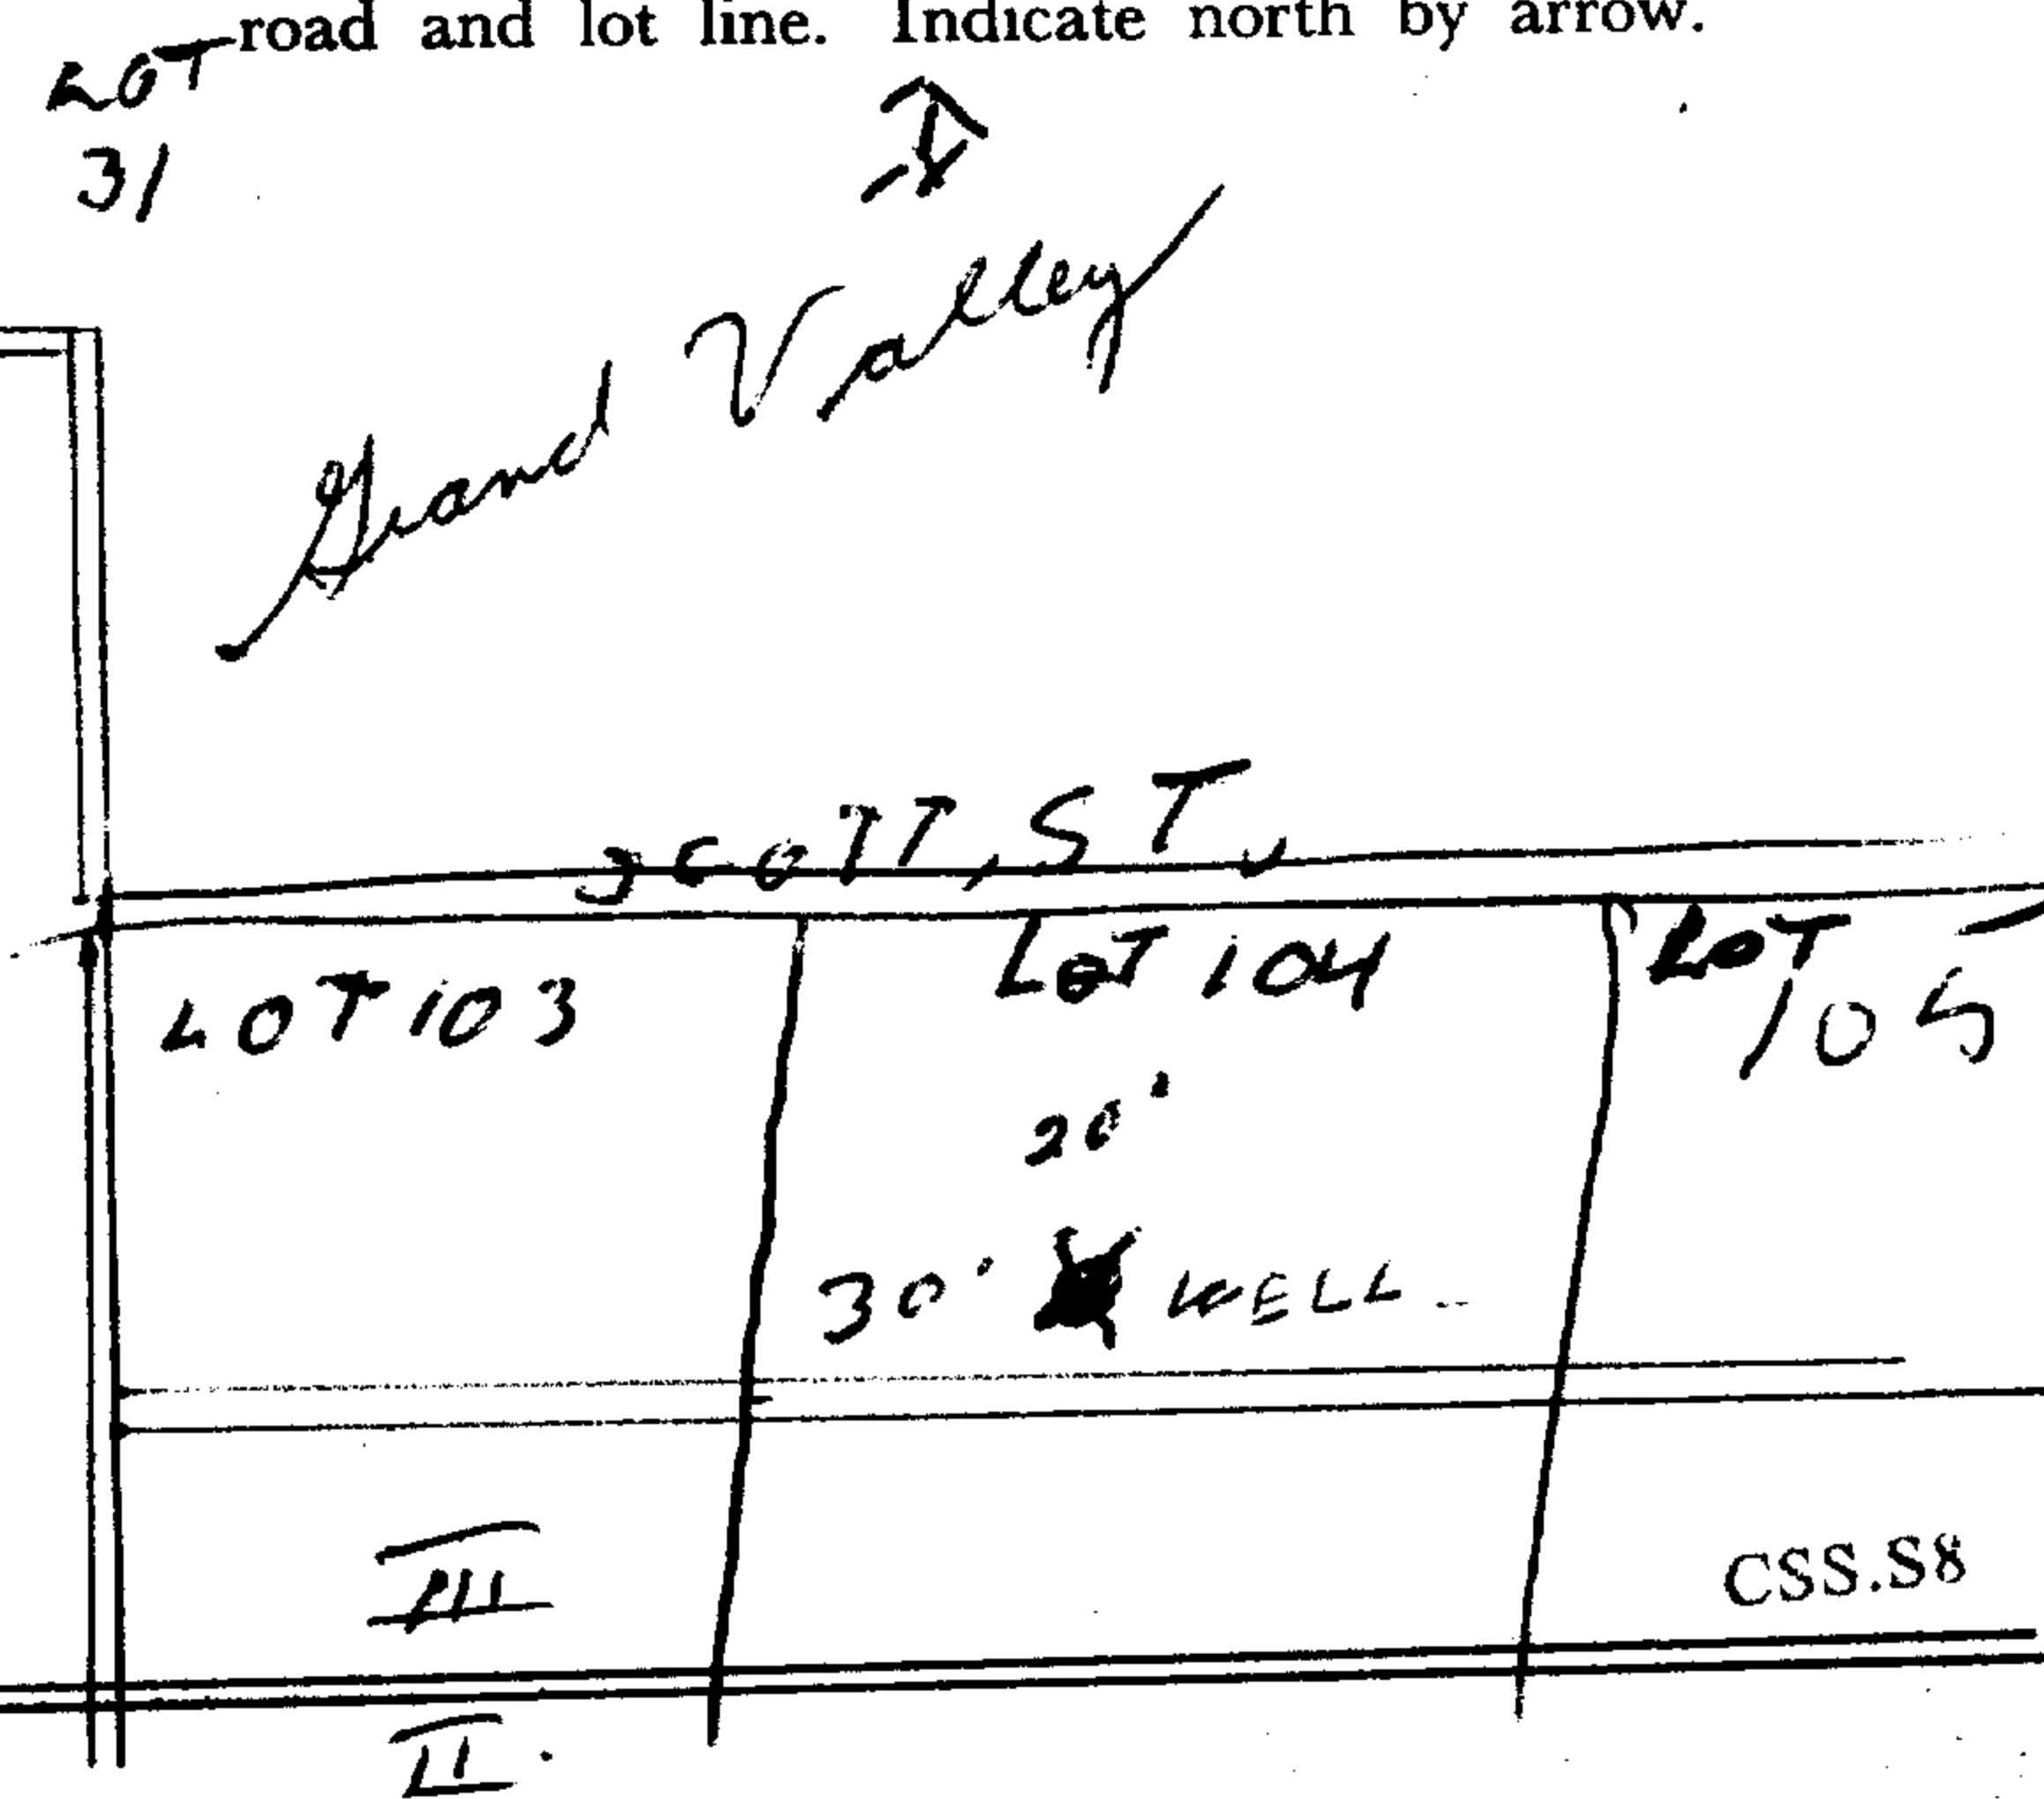 road and lot line. Indicate north by arrow.
LOT
31
Grand Valley
SCOTT, ST,
LOT 103
LOT 104
LOT
105
20'
30' WELL
III
CSS.S8
II